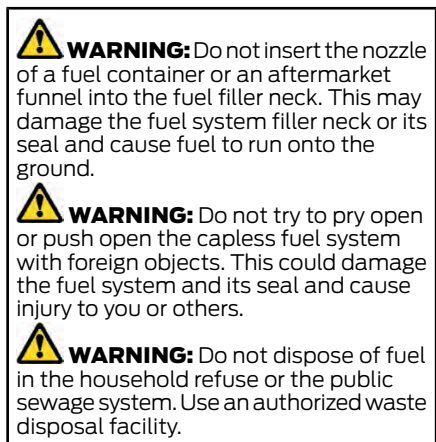 WARNING: Do not insert the nozzle
of a fuel container or an aftermarket
funnel into the fuel filler neck. This may
damage the fuel system filler neck or its
seal and cause fuel to run onto the
ground.
WARNING: Do not try to pry open
or push open the capless fuel system
with foreign objects. This could damage
the fuel system and its seal and cause
injury to you or others.
WARNING: Do not dispose of fuel
in the household refuse or the public
sewage system. Use an authorized waste
disposal facility.